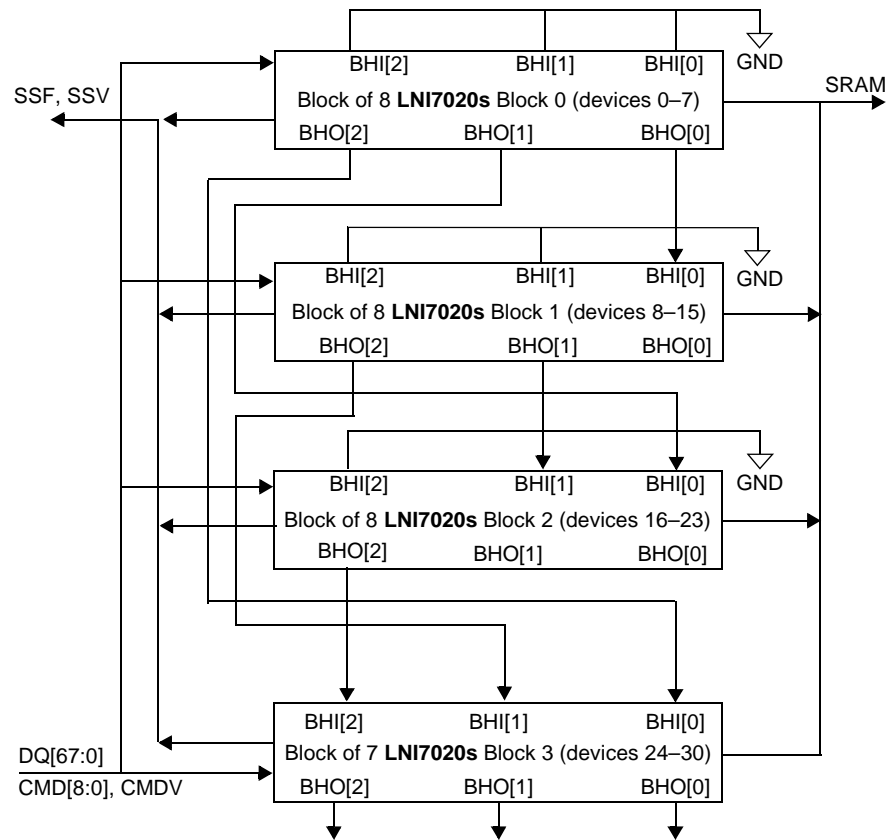 BHI[2] BHI[1] BHI[0] GND
SSF, SSV SRAM
Block of 8 LNI7020s Block 0 (devices 0–7)
BHO[2] BHO[1] BHO[0]
BHI[2] BHI[1] BHI[0] GND
Block of 8 LNI7020s Block 1 (devices 8–15)
BHO[2] BHO[1] BHO[0]
BHI[2] BHI[1] BHI[0] GND
Block of 8 LNI7020s Block 2 (devices 16–23)
BHO[2] BHO[1] BHO[0]
BHI[2] BHI[1] BHI[0]
DQ[67:0] Block of 7 LNI7020s Block 3 (devices 24–30)
CMD[8:0], CMDV BHO[2] BHO[1] BHO[0]